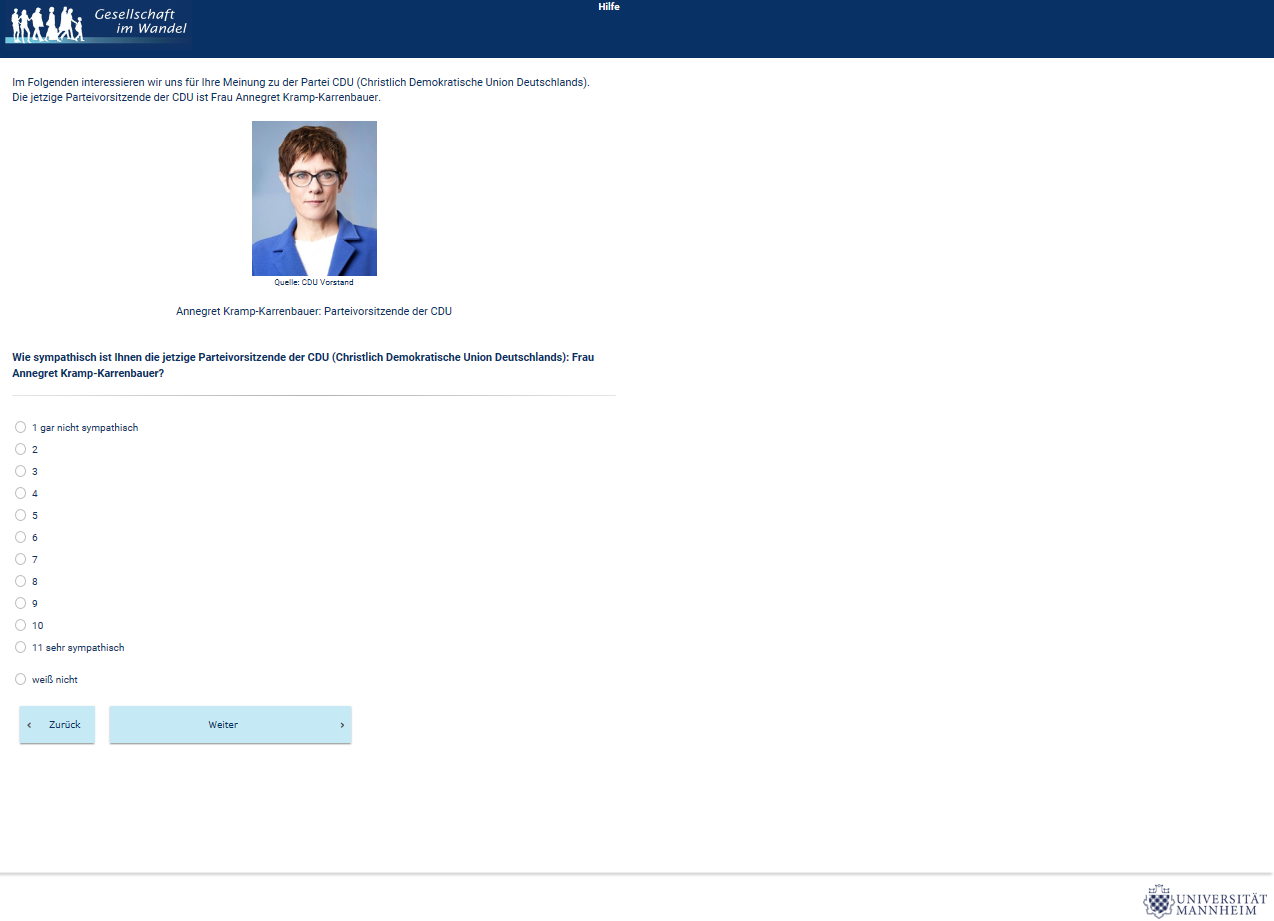 Gesellschaft
im Wandel
Hilfe
Im Folgenden interessieren wir uns für Ihre Meinung zu der Partei CDU (Christlich Demokratische Union Deutschlands).
Die jetzige Parteivorsitzende der CDU ist Frau Annegret Kramp-Karrenbauer.
Quelle: CDU Vorstand
Annegret Kramp-Karrenbauer: Parteivorsitzende der CDU
Wie sympathisch ist Ihnen die jetzige Parteivorsitzende der CDU (Christlich Demokratische Union Deutschlands): Frau
Annegret Kramp-Karrenbauer?
1 gar nicht sympathisch
2
3
4
5
6
7
8
9
10
11 sehr sympathisch
weiß nicht
‹ Zurück
Weiter ›
UNIVERSITÄT
MANNHEIM